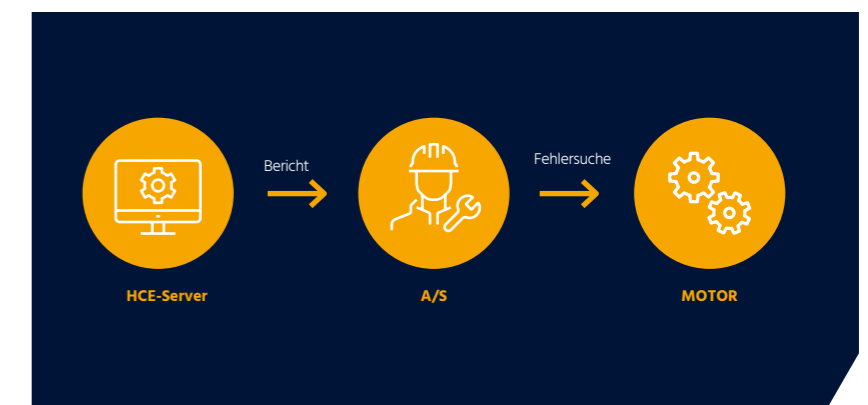 Bericht
Fehlersuche
HCE-Server
A/S
MOTOR